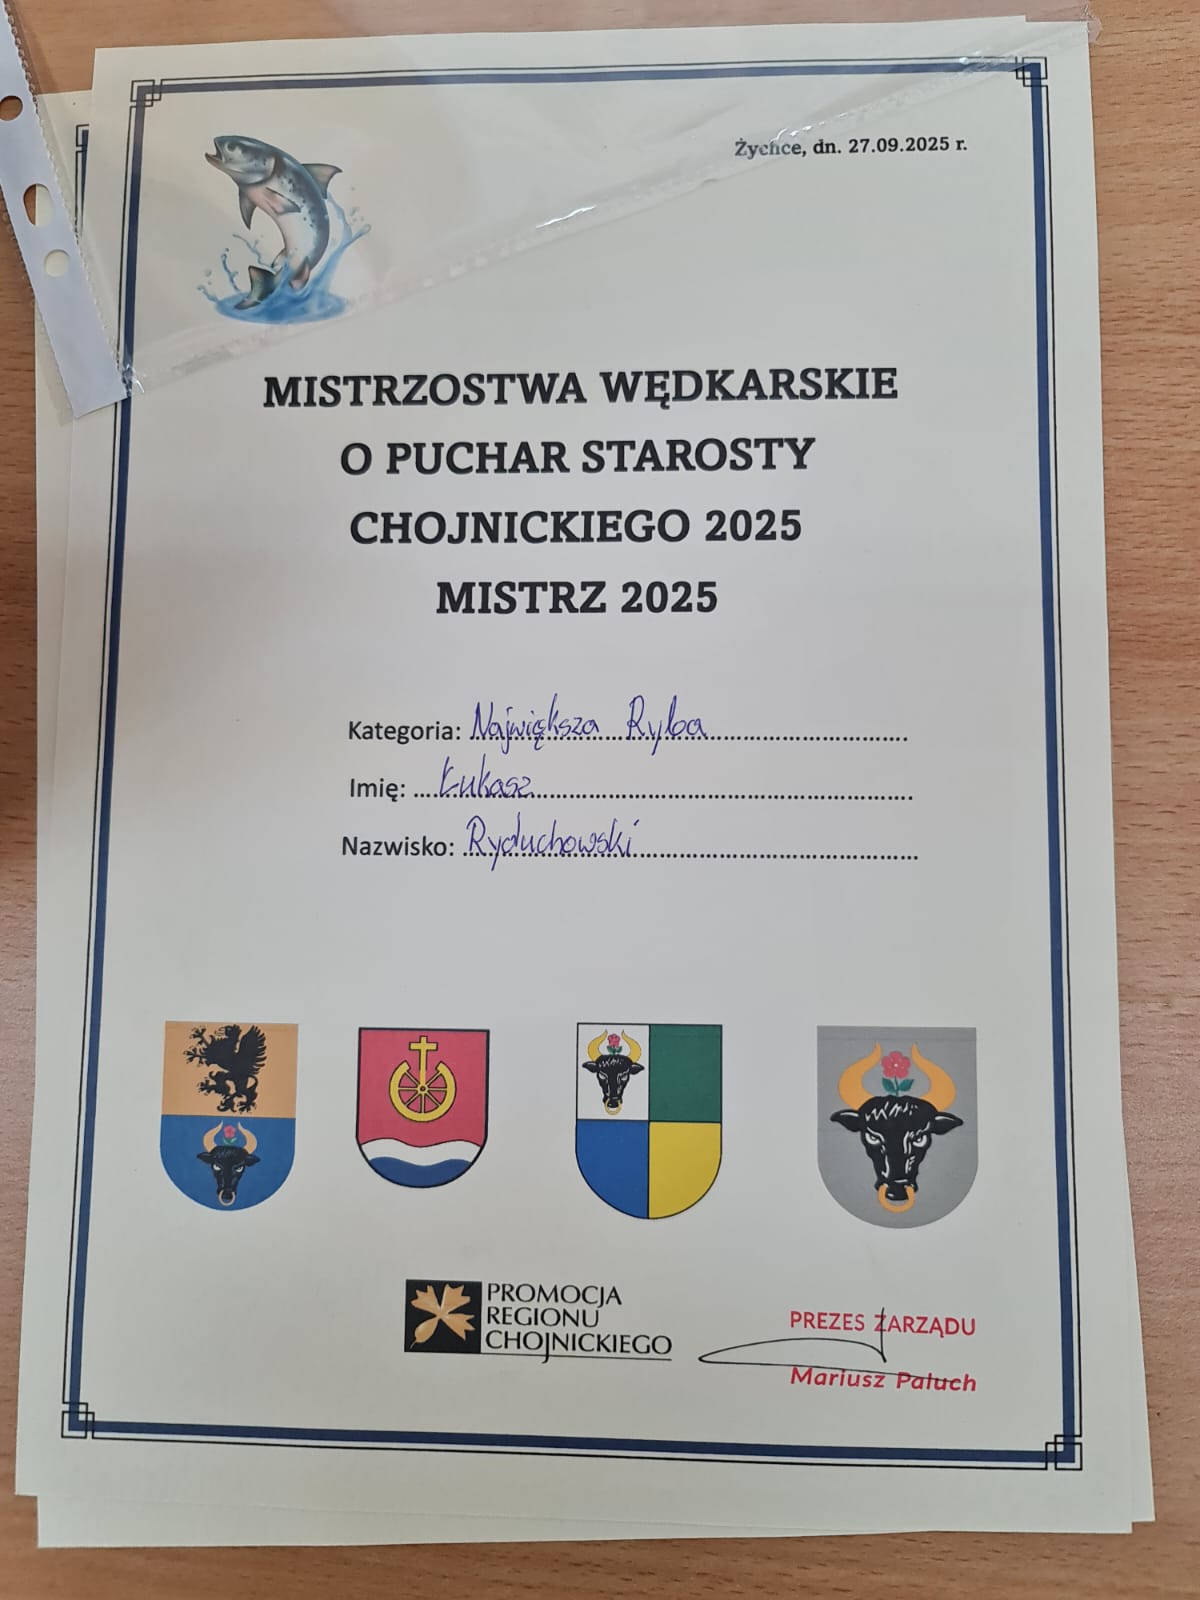 Żychce, dn. 27.09.2025 r.
MISTRZOSTWA WĘDKARSKIE
O PUCHAR STAROSTY
CHOJNICKIEGO 2025
MISTRZ 2025
Kategoria: Największa Ryba
Imię: Łukasz
Nazwisko: Ryduchowski
PROMOCJA
REGIONU
CHOJNICKIEGO
PREZES ZARZĄDU
Mariusz Paluch